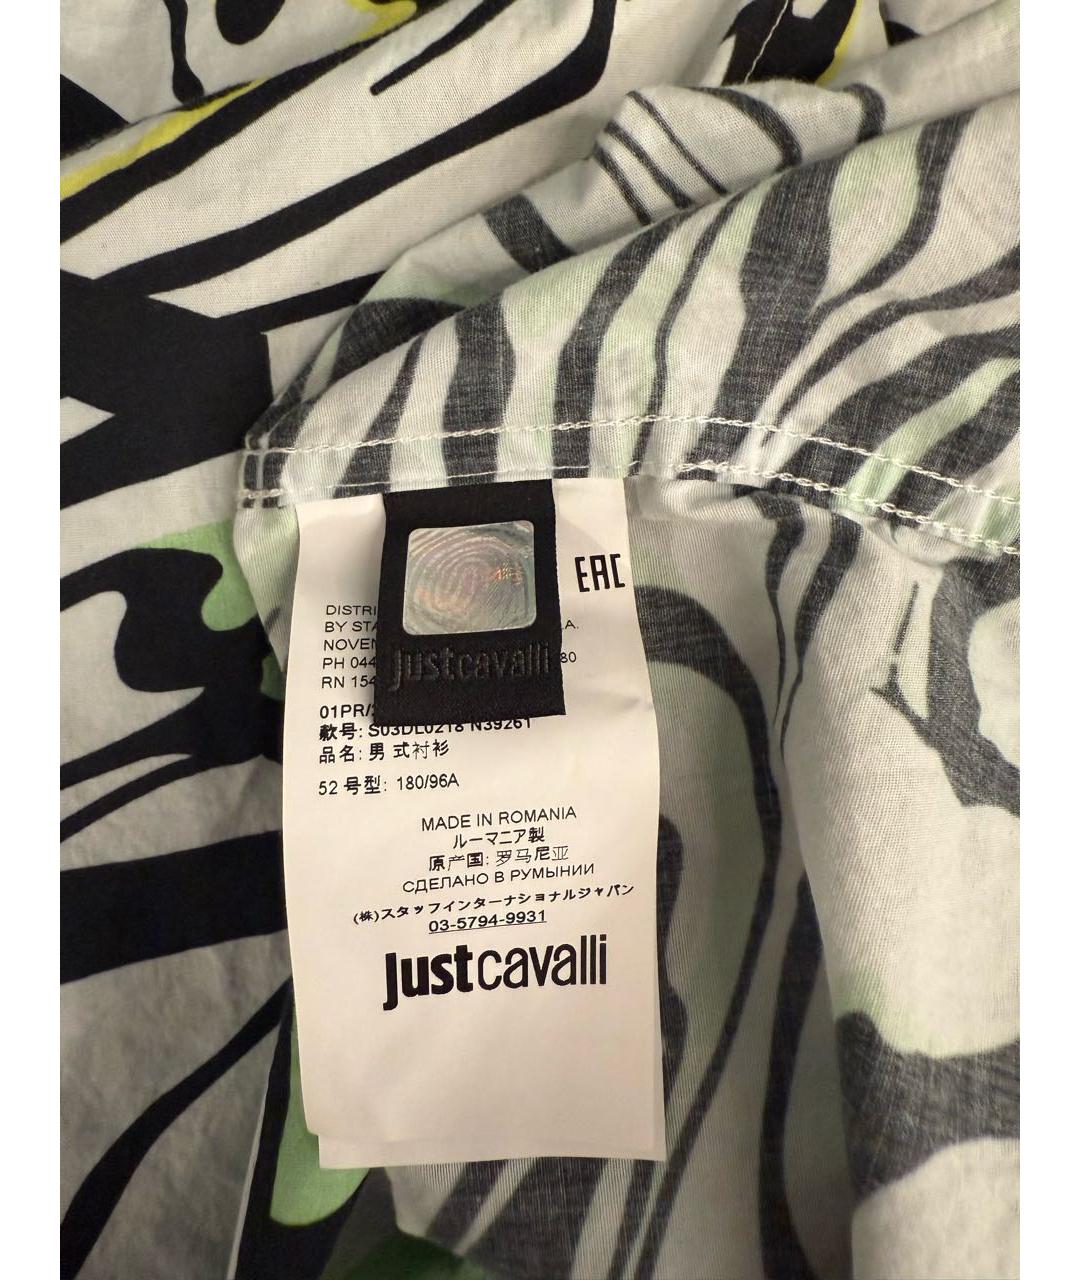 EAC
DISTRI
BY STA .A.
NOVEN
PH 044 80
RN 154
justcavalli
01PR/
款号: S03DL0218 N39261
品名: 男 式衬衫
52 号型: 180/96A
MADE IN ROMANIA
ルーマニア製
原产国: 罗马尼亚
СДЕЛАНО В РУМЫНИИ
(株)スタッフインターナショナルジャパン
03-5794-9931
justcavalli